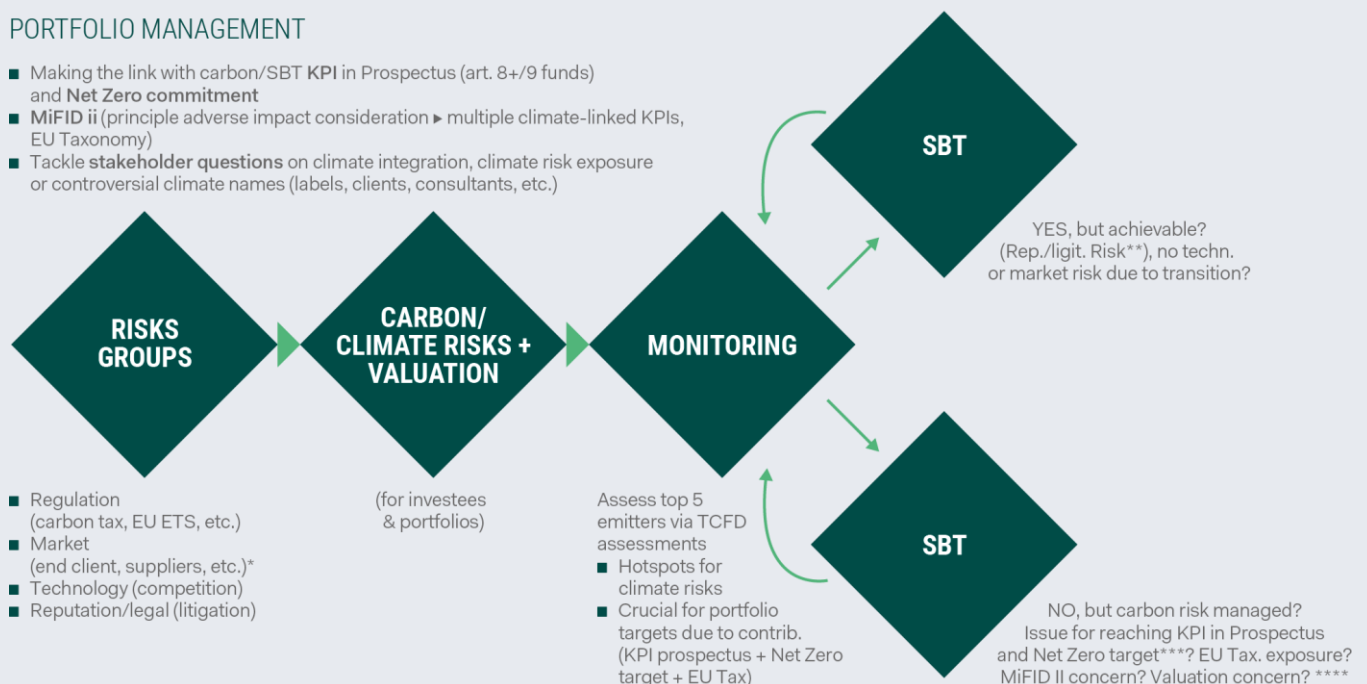 PORTFOLIO MANAGEMENT
■ Making the link with carbon/SBT KPI in Prospectus (art. 8+/9 funds)
and Net Zero commitment
■ MiFID ii (principle adverse impact consideration ▸ multiple climate-linked KPIs,
EU Taxonomy)
■ Tackle stakeholder questions on climate integration, climate risk exposure
or controversial climate names (labels, clients, consultants, etc.)
RISKS
GROUPS
■ Regulation
(carbon tax, EU ETS, etc.)
■ Market
(end client, suppliers, etc.)*
■ Technology (competition)
■ Reputation/legal (litigation)
CARBON/
CLIMATE RISKS +
VALUATION
(for investees
& portfolios)
MONITORING
Assess top 5
emitters via TCFD
assessments
■ Hotspots for
climate risks
■ Crucial for portfolio
targets due to contrib.
(KPI prospectus + Net Zero
target + EU Tax)
SBT
YES, but achievable?
(Rep./ligit. Risk**), no techn.
or market risk due to transition?
SBT
NO, but carbon risk managed?
Issue for reaching KPI in Prospectus
and Net Zero target***? EU Tax. exposure?
MiFID II concern? Valuation concern? ****